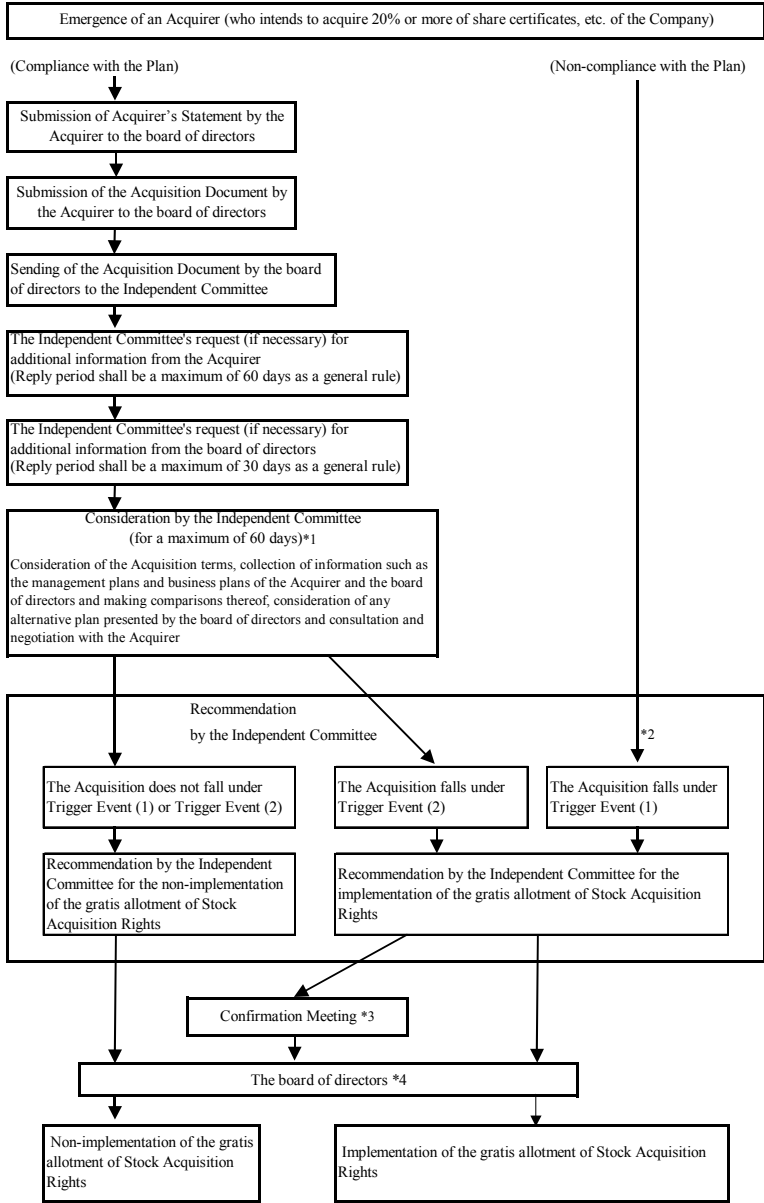 Emergence of an Acquirer (who intends to acquire 20% or more of share certificates, etc. of the Company)
(Compliance with the Plan)
(Non-compliance with the Plan)
Submission of Acquirer's Statement by the
Acquirer to the board of directors
Submission of the Acquisition Document by
the Acquirer to the board of directors
Sending of the Acquisition Document by the board
of directors to the Independent Committee
The Independent Committee's request (if necessary) for
additional information from the Acquirer
(Reply period shall be a maximum of 60 days as a general rule)
The Independent Committee's request (if necessary) for
additional information from the board of directors
(Reply period shall be a maximum of 30 days as a general rule)
Consideration by the Independent Committee
(for a maximum of 60 days)*1
Consideration of the Acquisition terms, collection of information such as
the management plans and business plans of the Acquirer and the board
of directors and making comparisons thereof, consideration of any
alternative plan presented by the board of directors and consultation and
negotiation with the Acquirer
Recommendation
by the Independent Committee
*2
The Acquisition does not fall under
Trigger Event (1) or Trigger Event (2)
The Acquisition falls under
Trigger Event (2)
The Acquisition falls under
Trigger Event (1)
Recommendation by the Independent
Committee for the non-implementation
of the gratis allotment of Stock
Acquisition Rights
Recommendation by the Independent Committee for the
implementation of the gratis allotment of Stock Acquisition
Rights
Confirmation Meeting *3
The board of directors *4
Non-implementation of the gratis
allotment of Stock Acquisition
Rights
Implementation of the gratis allotment of Stock Acquisition
Rights